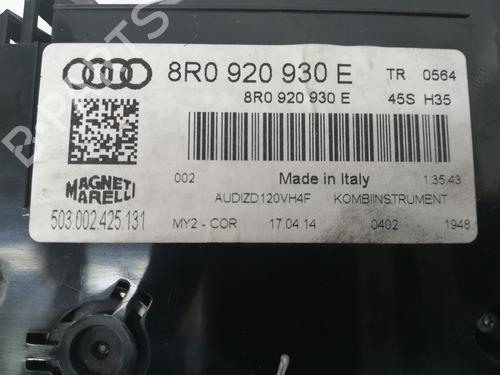 8R0 920 930 E TR 0564
8R0 920 930 E 45S H35
002 Made in Italy 1.35.43
MAGNETI MARELLI
AUDIZD120VH4F KOMBIINSTRUMENT
503.002.425.131 MY2 - COR 17.04.14 0402 1948